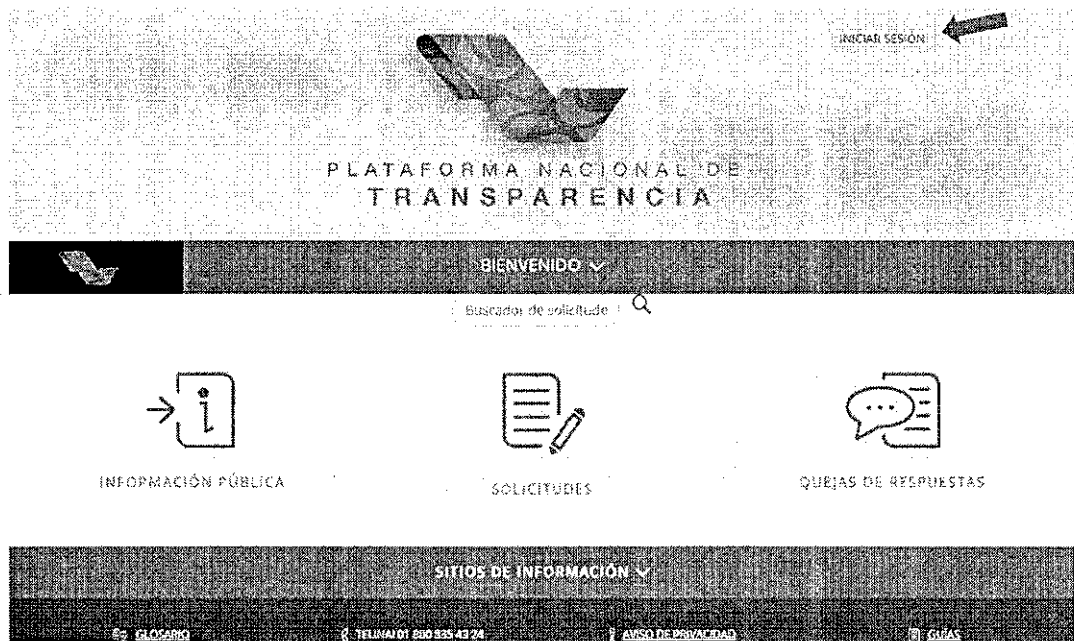 INICIAR SESIÓN
PLATAFORMA NACIONAL DE
TRANSPARENCIA
BIENVENIDO
Buscador de solicitude
INFORMACIÓN PÚBLICA
SOLICITUDES
QUEJAS DE RESPUESTAS
SITIOS DE INFORMACIÓN
GLOSARIO
TELINAI 01 800 835 43 24
AVISO DE PRIVACIDAD
GUÍAS